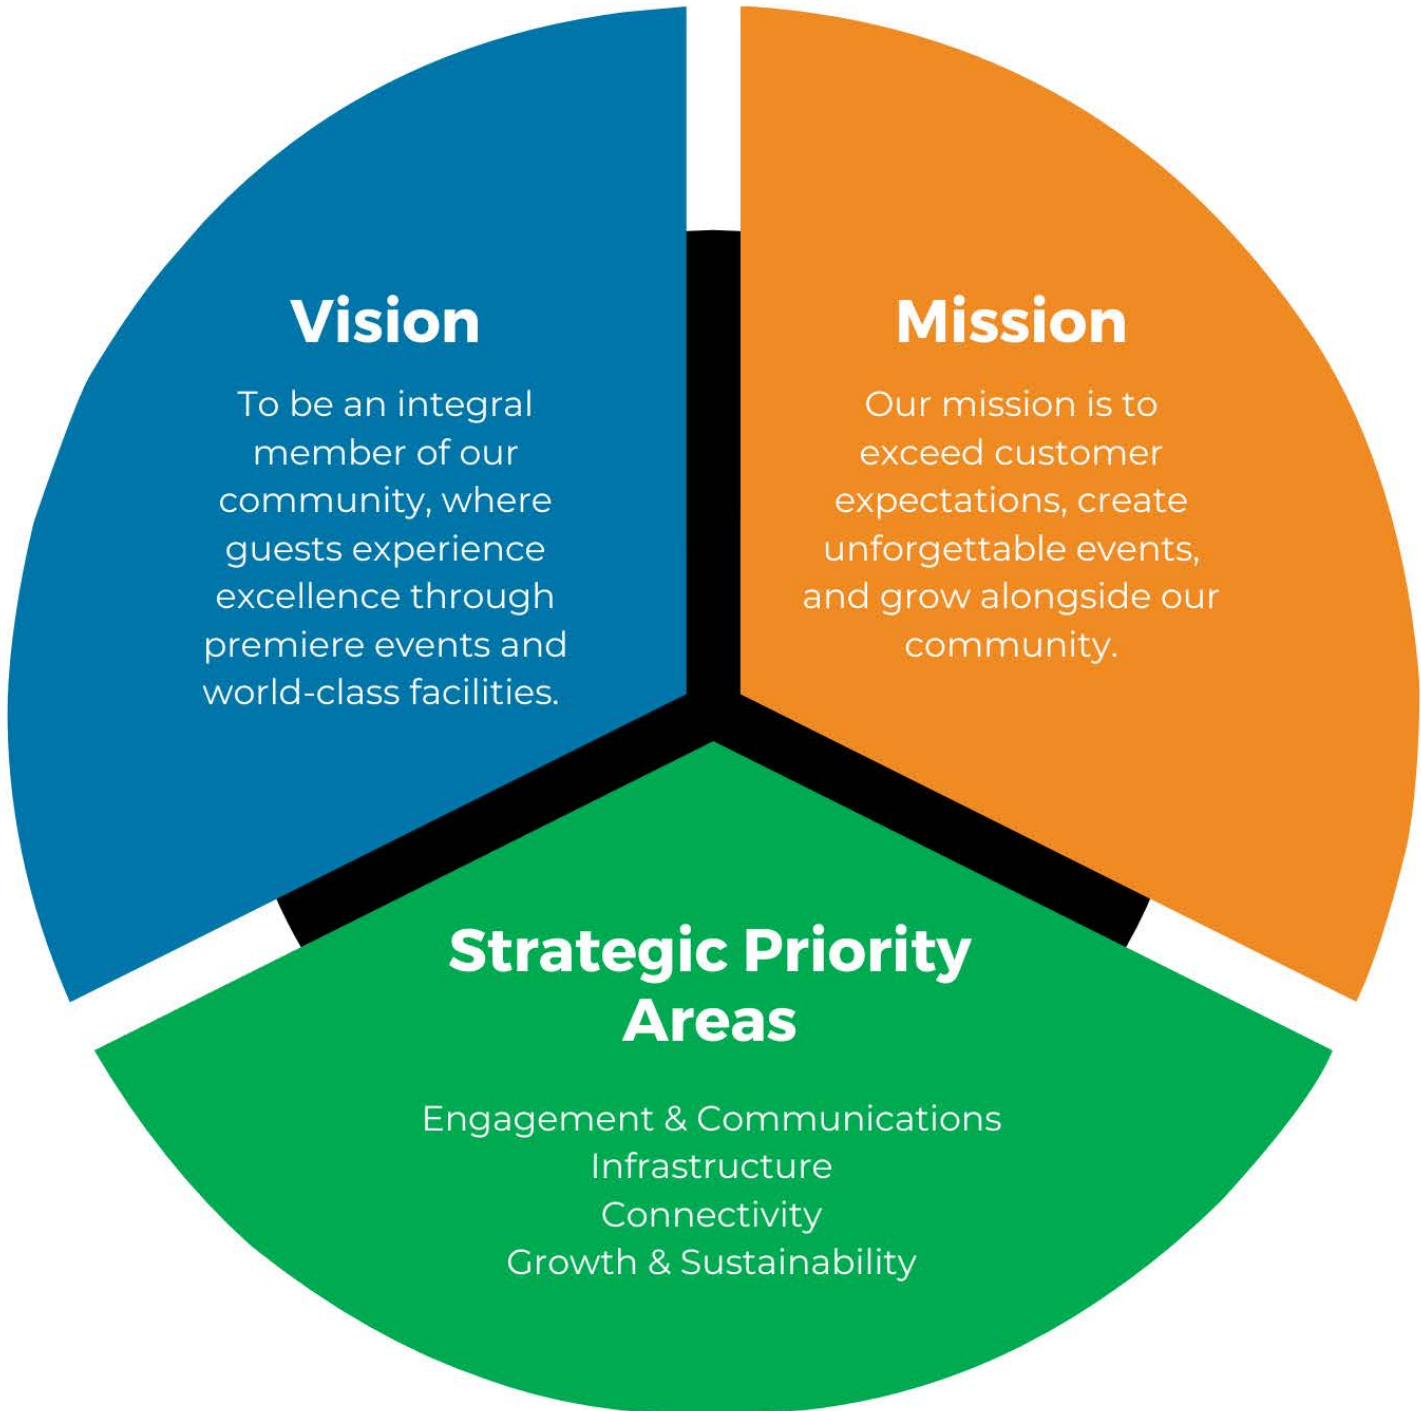 Vision
To be an integral
member of our
community, where
guests experience
excellence through
premiere events and
world-class facilities.
Mission
Our mission is to
exceed customer
expectations, create
unforgettable events,
and grow alongside our
community.
Strategic Priority
Areas
Engagement & Communications
Infrastructure
Connectivity
Growth & Sustainability